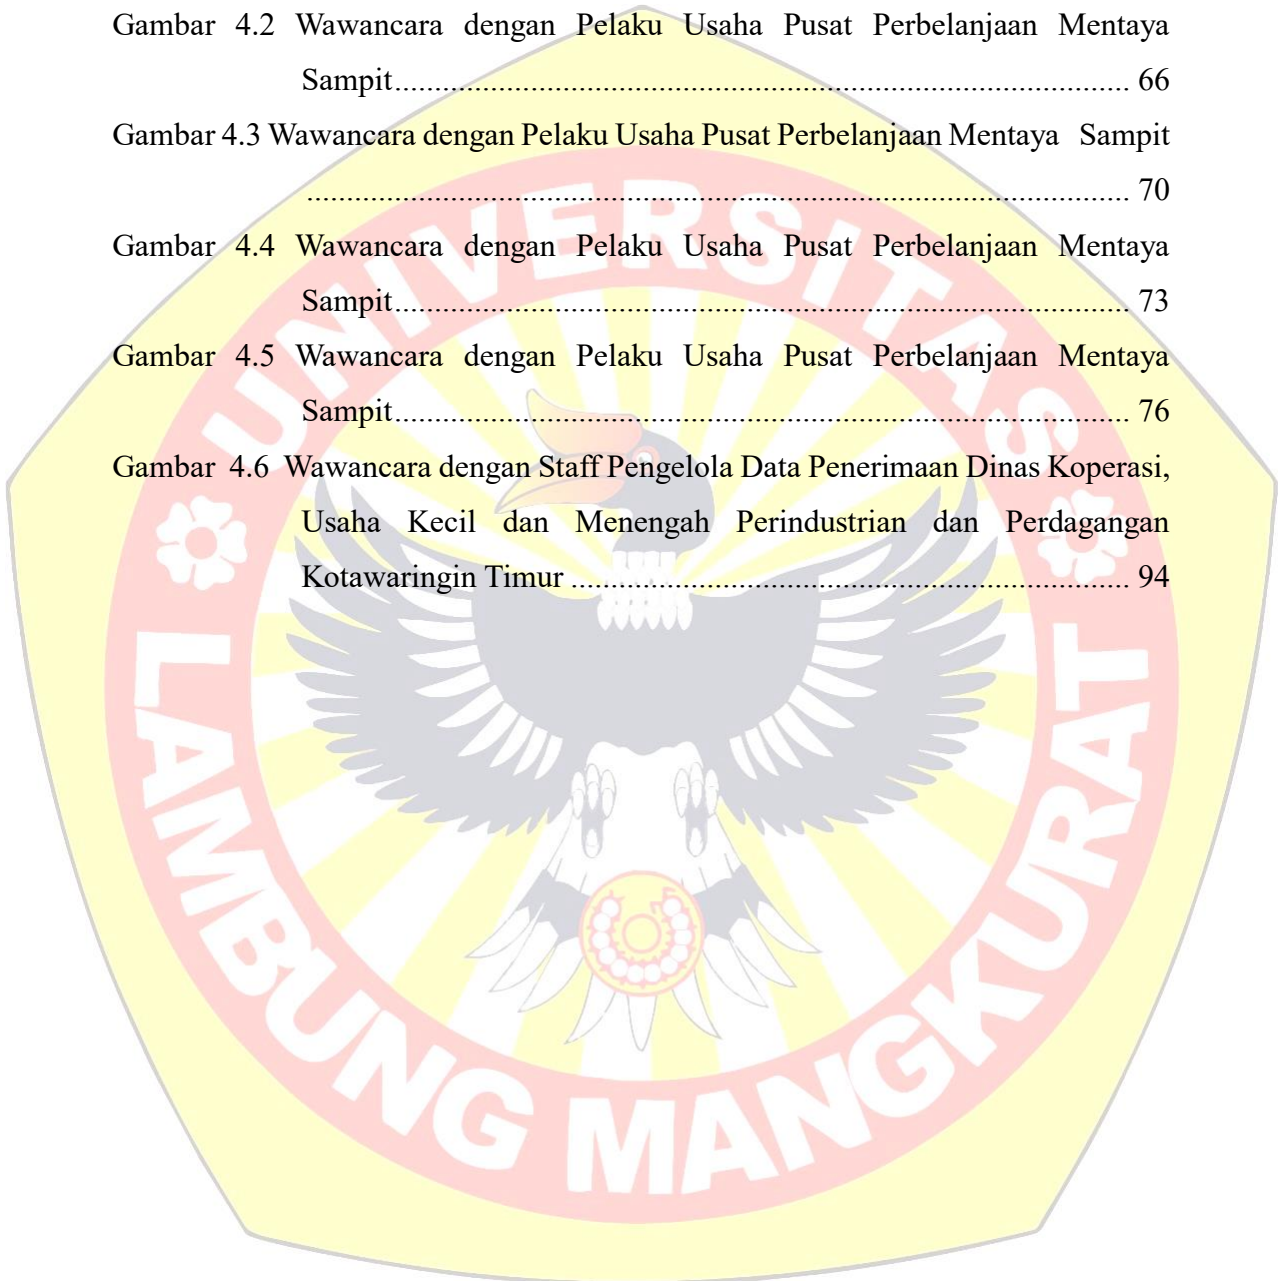 Gambar 4.2 Wawancara dengan Pelaku Usaha Pusat Perbelanjaan Mentaya
Sampit.......................................................................................... 66
Gambar 4.3 Wawancara dengan Pelaku Usaha Pusat Perbelanjaan Mentaya Sampit
..................................................................................................... 70
Gambar 4.4 Wawancara dengan Pelaku Usaha Pusat Perbelanjaan Mentaya
Sampit.......................................................................................... 73
Gambar 4.5 Wawancara dengan Pelaku Usaha Pusat Perbelanjaan Mentaya
Sampit.......................................................................................... 76
Gambar 4.6 Wawancara dengan Staff Pengelola Data Penerimaan Dinas Koperasi,
Usaha Kecil dan Menengah Perindustrian dan Perdagangan
Kotawaringin Timur .................................................................... 94
UNIVERSITAS
LAMBUNG MANGKURAT